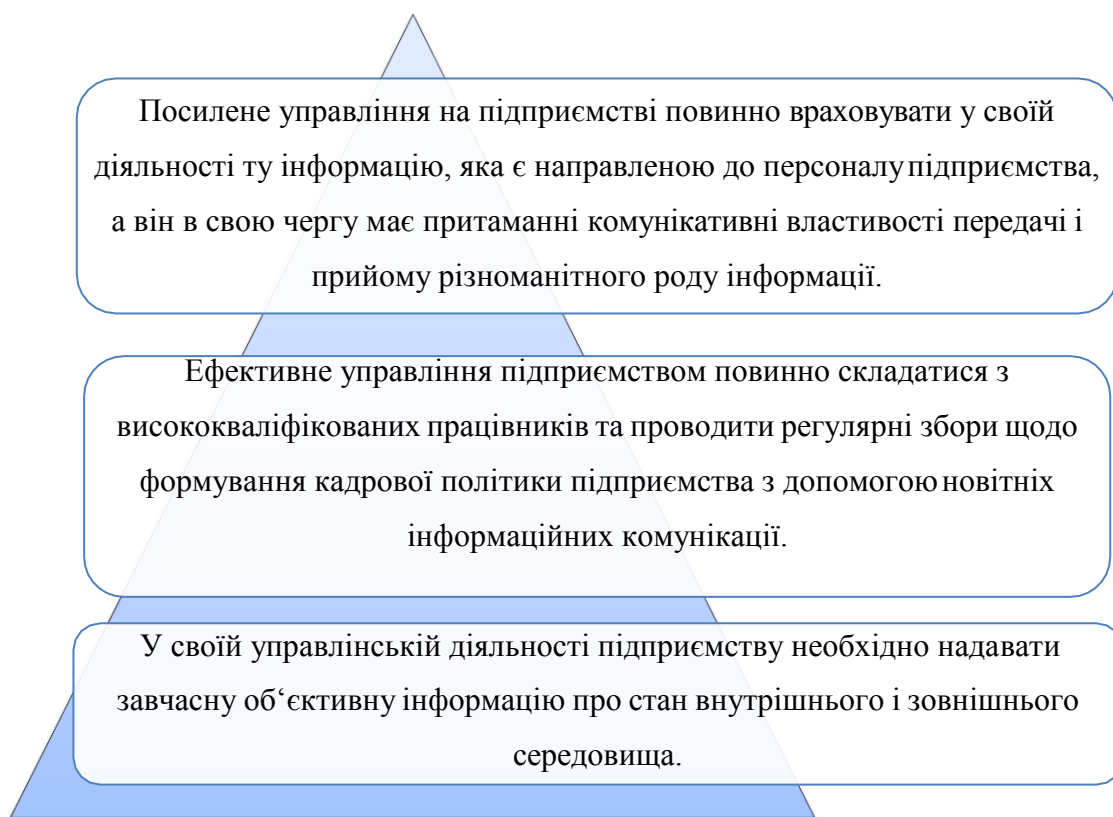 Посилене управління на підприємстві повинно враховувати у своїй
діяльності ту інформацію, яка є направленою до персоналу підприємства,
а він в свою чергу має притаманні комунікативні властивості передачі і
прийому різноманітного роду інформації.
Ефективне управління підприємством повинно складатися з
висококваліфікованих працівників та проводити регулярні збори щодо
формування кадрової політики підприємства з допомогою новітніх
інформаційних комунікації.
У своїй управлінській діяльності підприємству необхідно надавати
завчасну об‘єктивну інформацію про стан внутрішнього і зовнішнього
середовища.